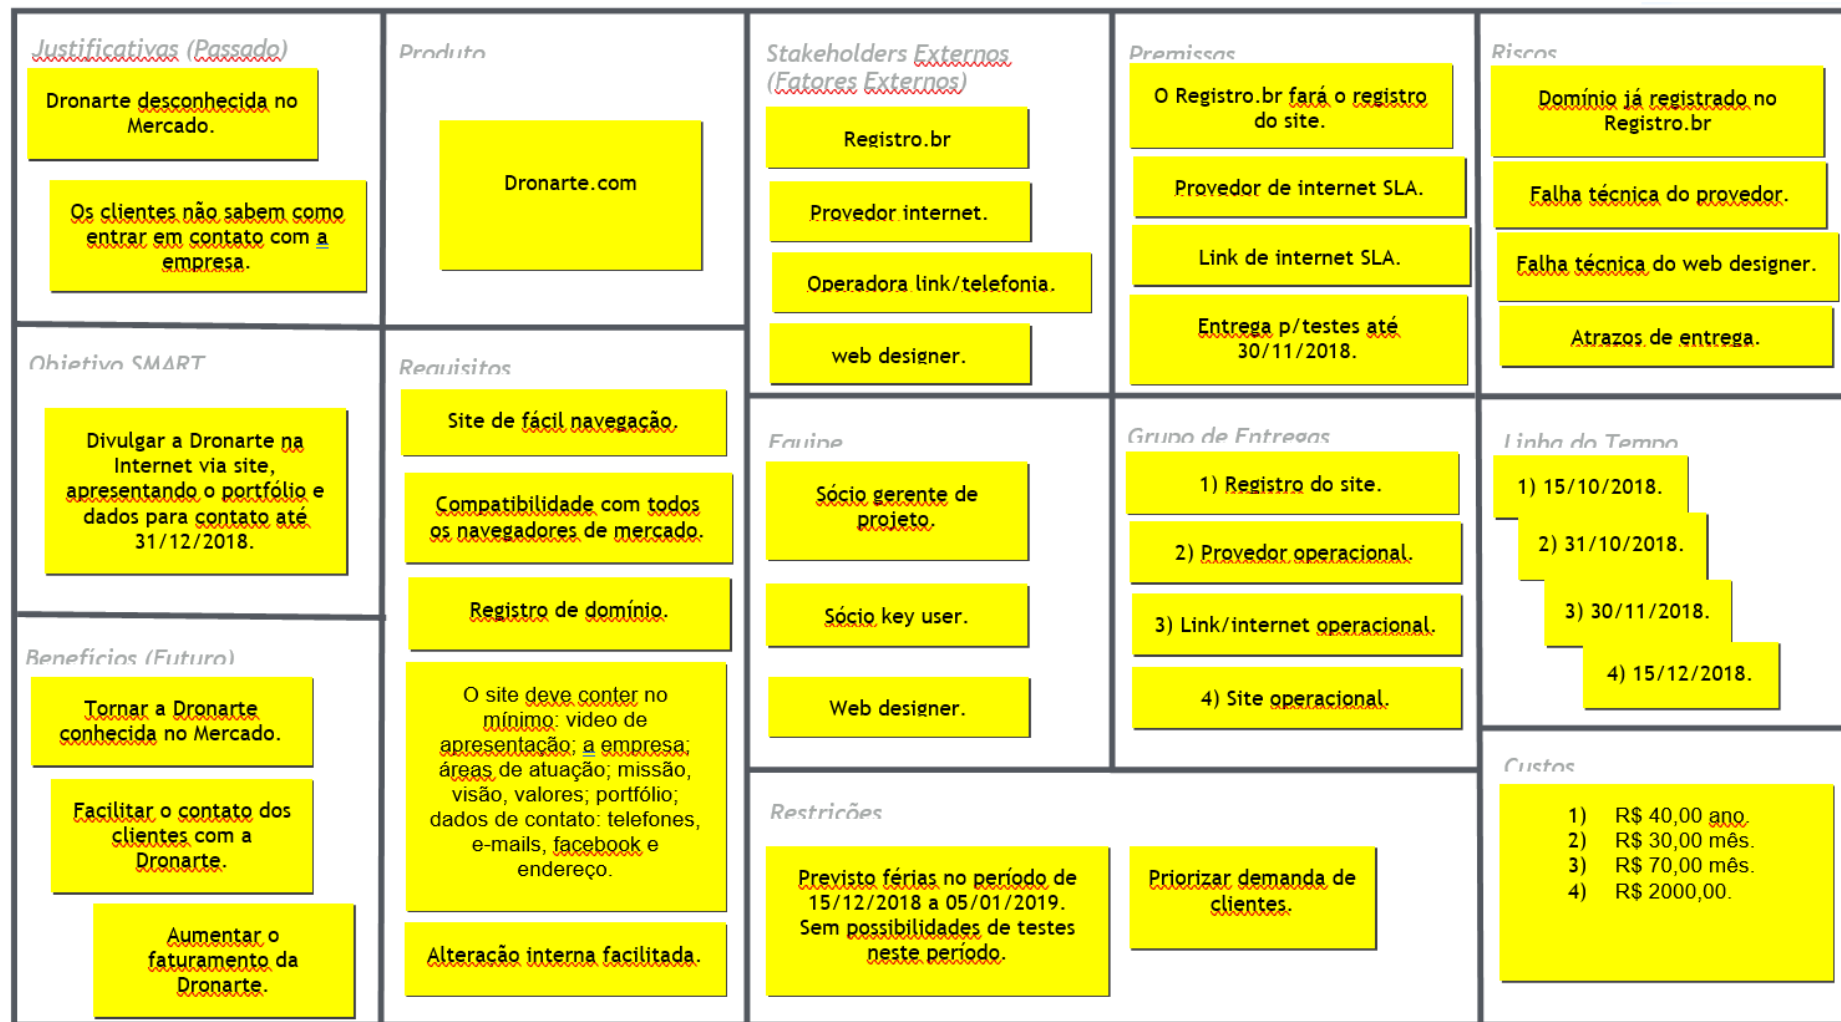 Justificativas (Passado)
Dronarte desconhecida no
Mercado.
Os clientes não sabem como
entrar em contato com a
empresa.
Objetivo SMART
Divulgar a Dronarte na
Internet via site,
apresentando o portfólio e
dados para contato até
31/12/2018.
Benefícios (Futuro)
Tornar a Dronarte
conhecida no Mercado.
Facilitar o contato dos
clientes com a
Dronarte.
Aumentar o
faturamento da
Dronarte.
Produto
Dronarte.com
Requisitos
Site de fácil navegação.
Compatibilidade com todos
os navegadores de mercado.
Registro de domínio.
O site deve conter no
mínimo: video de
apresentação; a empresa;
áreas de atuação; missão,
visão, valores; portfólio;
dados de contato: telefones,
e-mails, facebook e
endereço.
Alteração interna facilitada.
Stakeholders Externos
(Fatores Externos)
Registro.br
Provedor internet.
Operadora link/telefonia.
web designer.
Equipe
Sócio gerente de
projeto.
Sócio key user.
Web designer.
Premissas
O Registro.br fará o registro
do site.
Provedor de internet SLA.
Link de internet SLA.
Entrega p/testes até
30/11/2018.
Grupo de Entregas
1) Registro do site.
2) Provedor operacional.
3) Link/internet operacional.
4) Site operacional.
Restrições
Previsto férias no período de
15/12/2018 a 05/01/2019.
Sem possibilidades de testes
neste período.
Priorizar demanda de
clientes.
Riscos
Domínio já registrado no
Registro.br
Falha técnica do provedor.
Falha técnica do web designer.
Atrazos de entrega.
Linha do Tempo
1) 15/10/2018.
2) 31/10/2018.
3) 30/11/2018.
4) 15/12/2018.
Custos
1) R$ 40,00 ano.
2) R$ 30,00 mês.
3) R$ 70,00 mês.
4) R$ 2000,00.